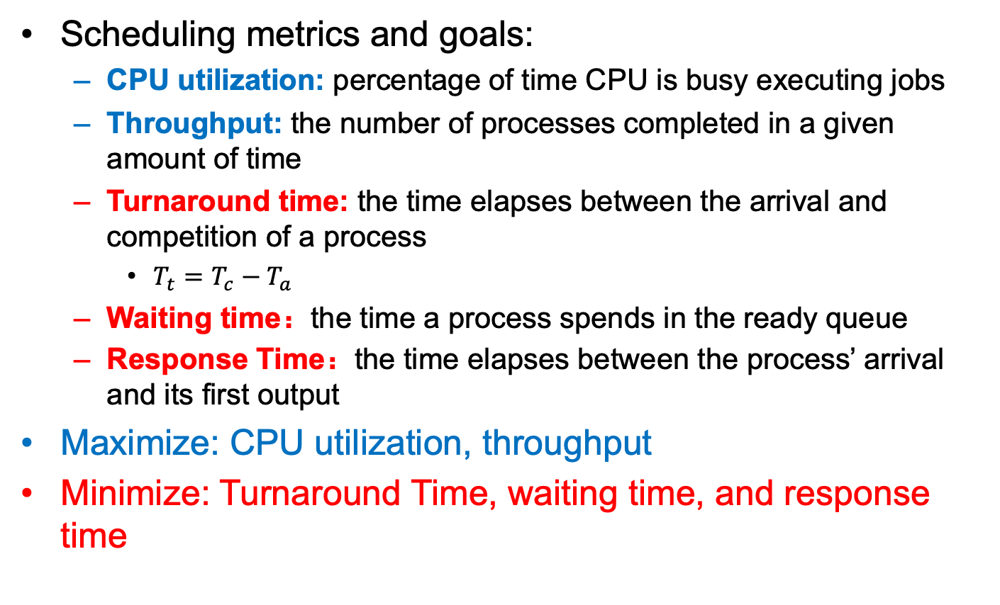 • Scheduling metrics and goals:
– CPU utilization: percentage of time CPU is busy executing jobs
– Throughput: the number of processes completed in a given
amount of time
– Turnaround time: the time elapses between the arrival and
competition of a process
• Tt = Tc − Ta
– Waiting time：the time a process spends in the ready queue
– Response Time：the time elapses between the process’ arrival
and its first output
• Maximize: CPU utilization, throughput
• Minimize: Turnaround Time, waiting time, and response
time